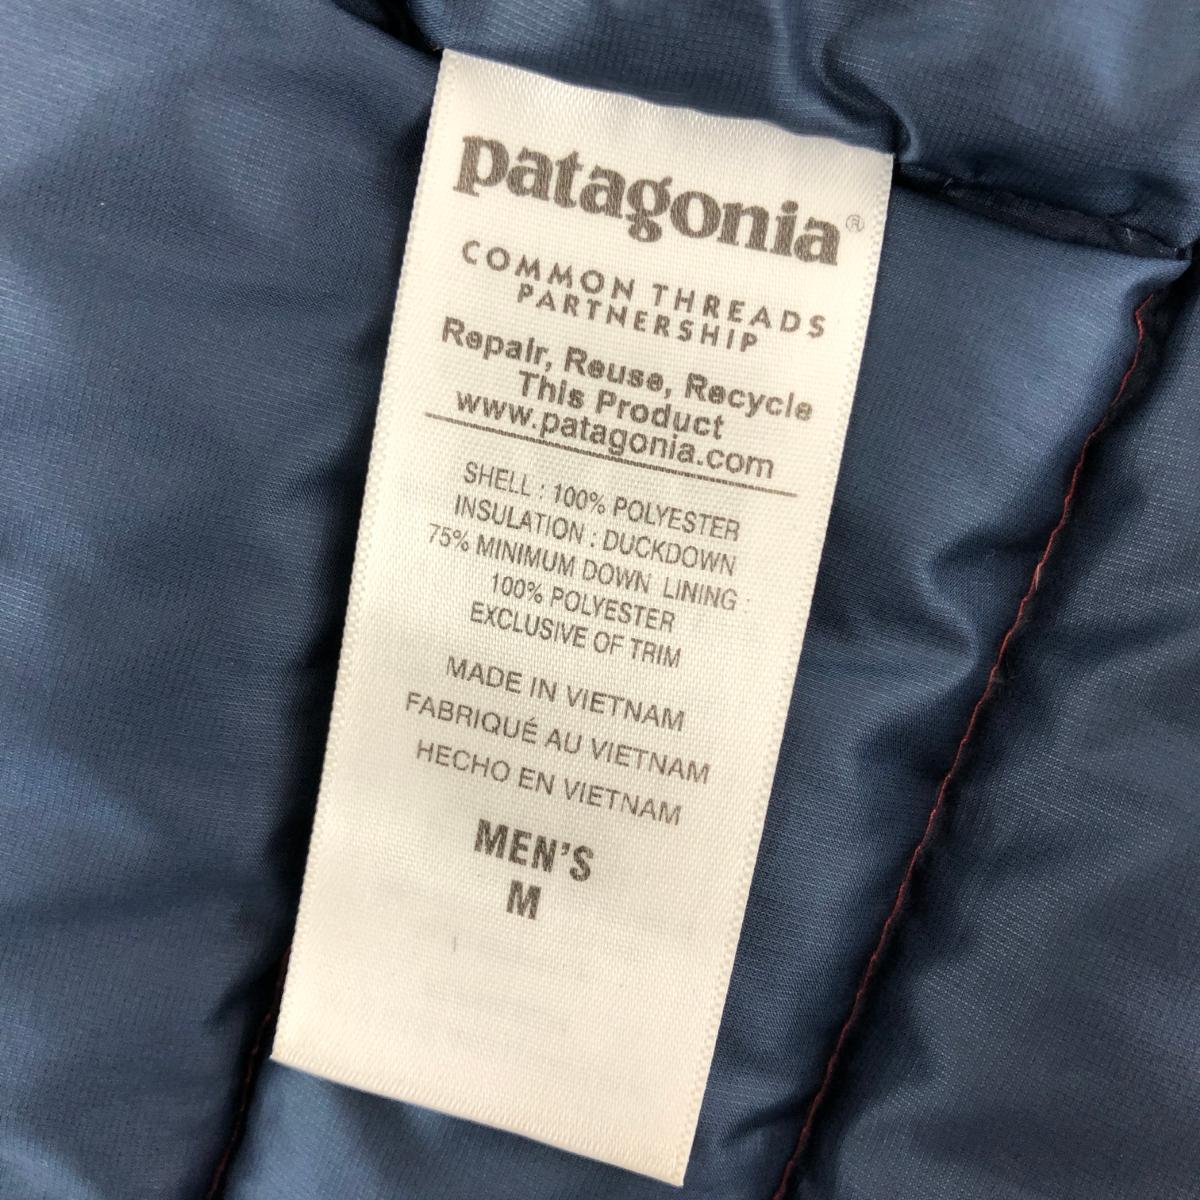 patagonia®
COMMON THREADS
PARTNERSHIP
Repair, Reuse, Recycle
This Product
www.patagonia.com
SHELL : 100% POLYESTER
INSULATION : DUCKDOWN
75% MINIMUM DOWN LINING :
100% POLYESTER
EXCLUSIVE OF TRIM
MADE IN VIETNAM
FABRIQUÉ AU VIETNAM
HECHO EN VIETNAM
MEN'S
M